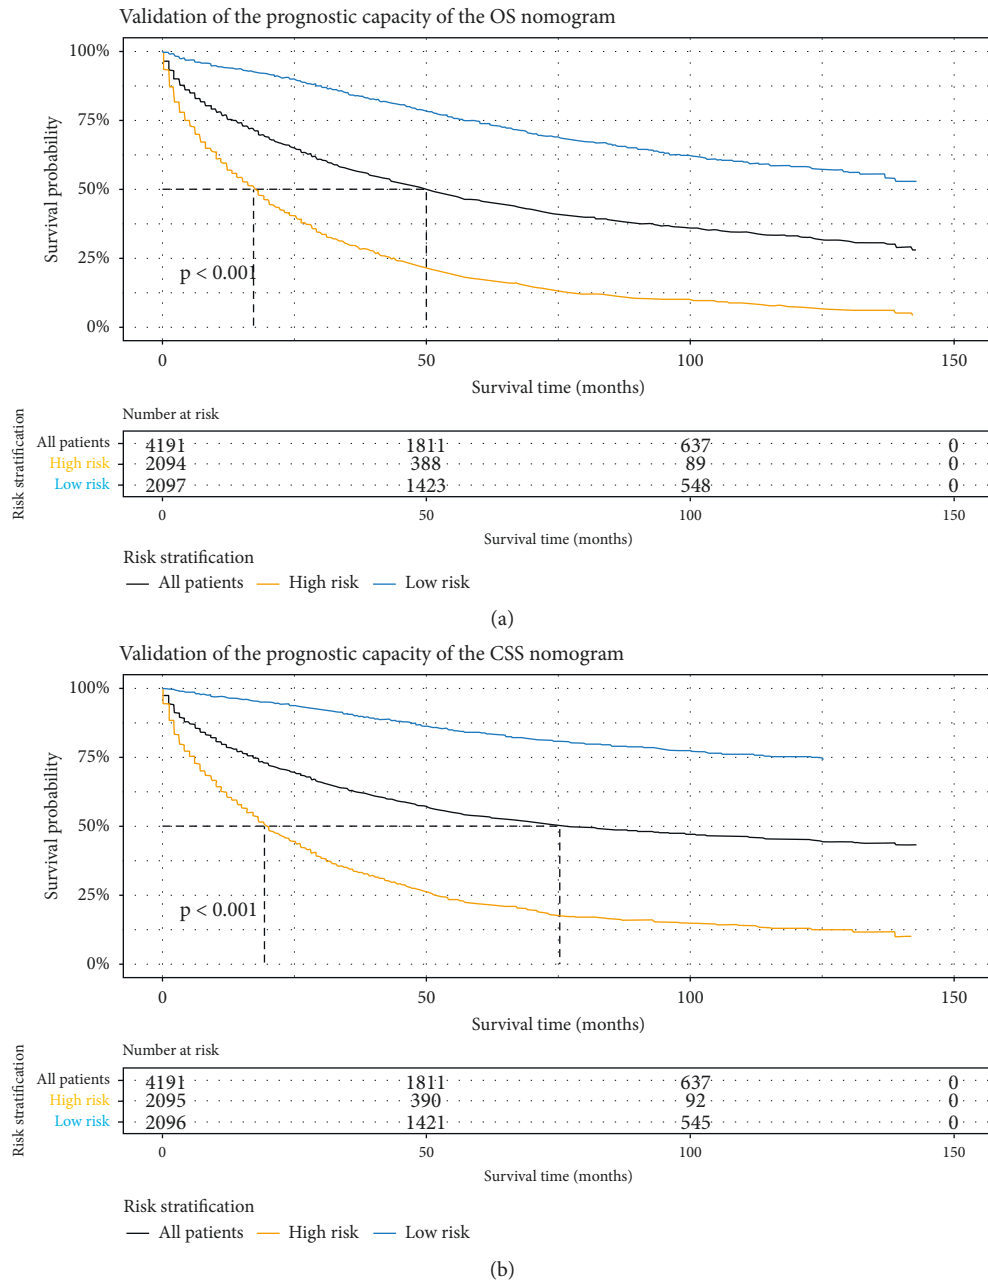 Validation of the prognostic capacity of the OS nomogram
100%
75%
50%
25%
0%
Survival probability
p < 0.001
0 50 100 150
Survival time (months)
Number at risk
Risk stratification
All patients 4191 1811 637 0
High risk 2094 388 89 0
Low risk 2097 1423 548 0
0 50 100 150
Survival time (months)
Risk stratification
All patients High risk Low risk
(a)
Validation of the prognostic capacity of the CSS nomogram
100%
75%
50%
25%
0%
Survival probability
p < 0.001
0 50 100 150
Survival time (months)
Number at risk
Risk stratification
All patients 4191 1811 637 0
High risk 2095 390 92 0
Low risk 2096 1421 545 0
0 50 100 150
Survival time (months)
Risk stratification
All patients High risk Low risk
(b)